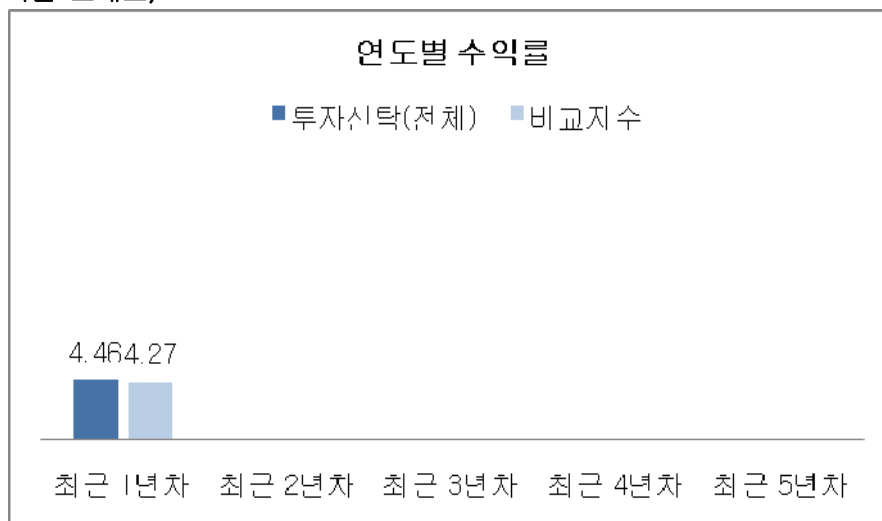 연도별 수익률
투자신탁(전체) 비교지수
4.46 4.27
최근 1년차 최근 2년차 최근 3년차 최근 4년차 최근 5년차